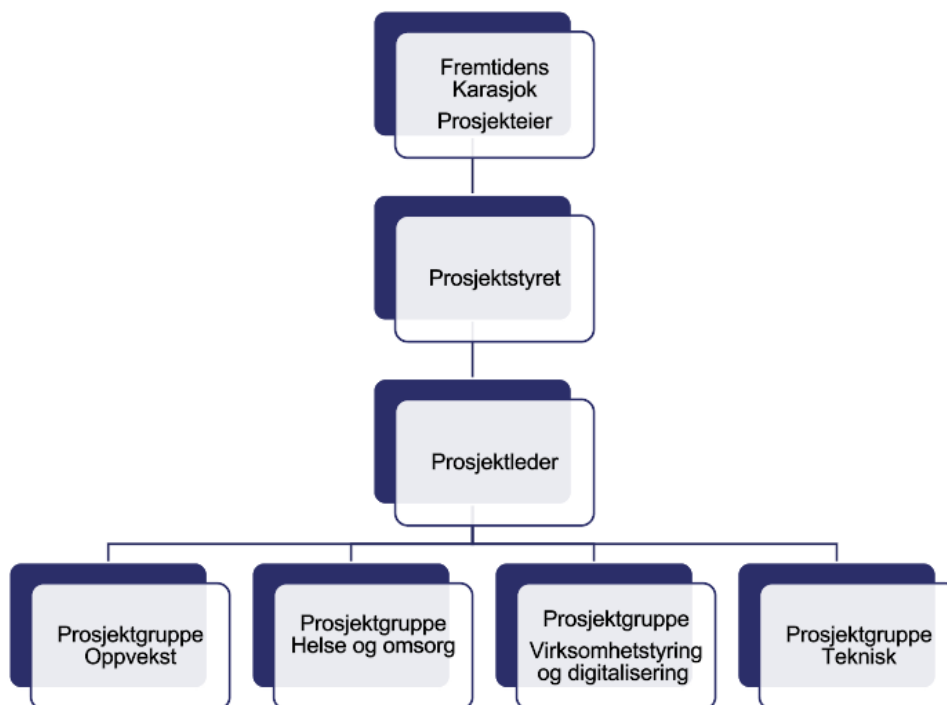 Fremtidens
Karasjok
Prosjekteier
Prosjektstyret
Prosjektleder
Prosjektgruppe
Oppvekst
Prosjektgruppe
Helse og omsorg
Prosjektgruppe
Virksomhetstyring
og digitalisering
Prosjektgruppe
Teknisk